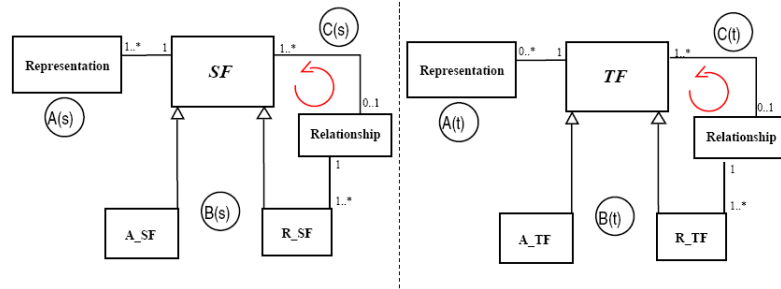 C(s)
1..* 1 1..*
Representation
SF
A(s)
0..1
Relationship
1
B(s)
1..*
A_SF
R_SF
C(t)
0..* 1 1..*
Representation
TF
A(t)
0..1
Relationship
1
B(t)
1..*
A_TF
R_TF